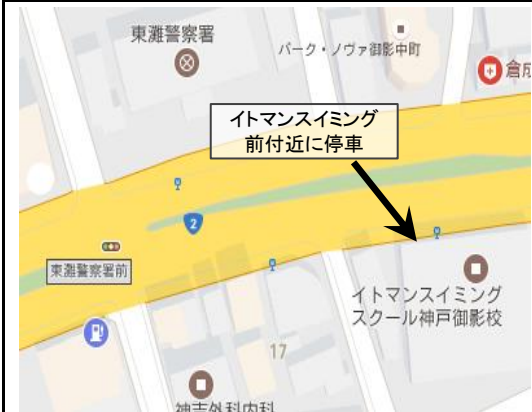 東灘警察署
パーク・ノヴァ御影中町
倉成
イトマンスイミング
前付近に停車
2
東灘警察署前
イトマンスイミング
スクール神戸御影校
17
神吉外科内科